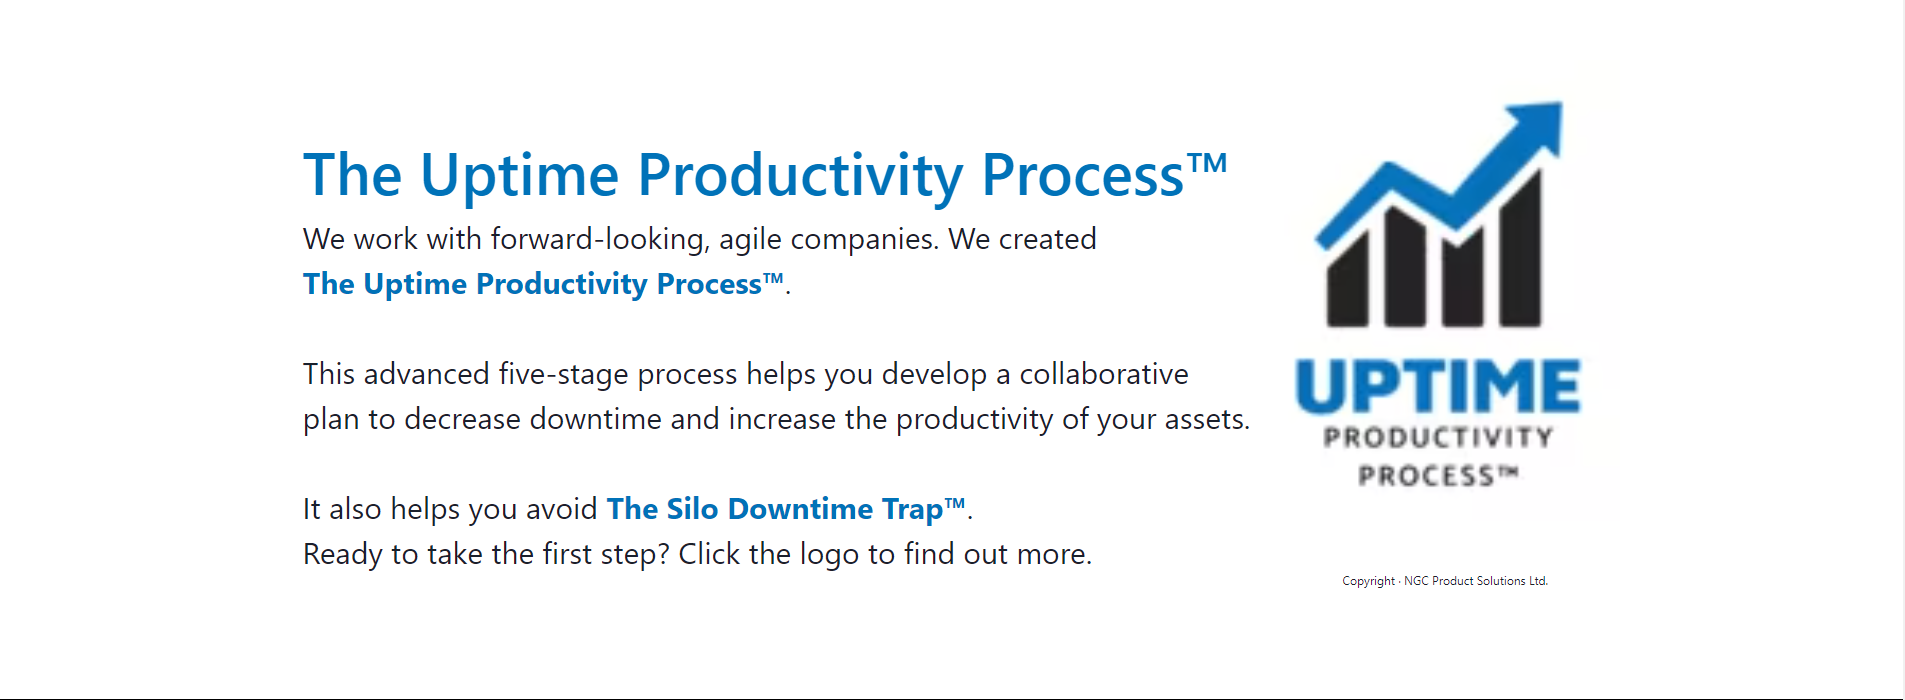 The Uptime Productivity Process™
We work with forward-looking, agile companies. We created
The Uptime Productivity Process™.
This advanced five-stage process helps you develop a collaborative
plan to decrease downtime and increase the productivity of your assets.
It also helps you avoid The Silo Downtime Trap™.
Ready to take the first step? Click the logo to find out more.
UPTIME
PRODUCTIVITY
PROCESS™
Copyright · NGC Product Solutions Ltd.